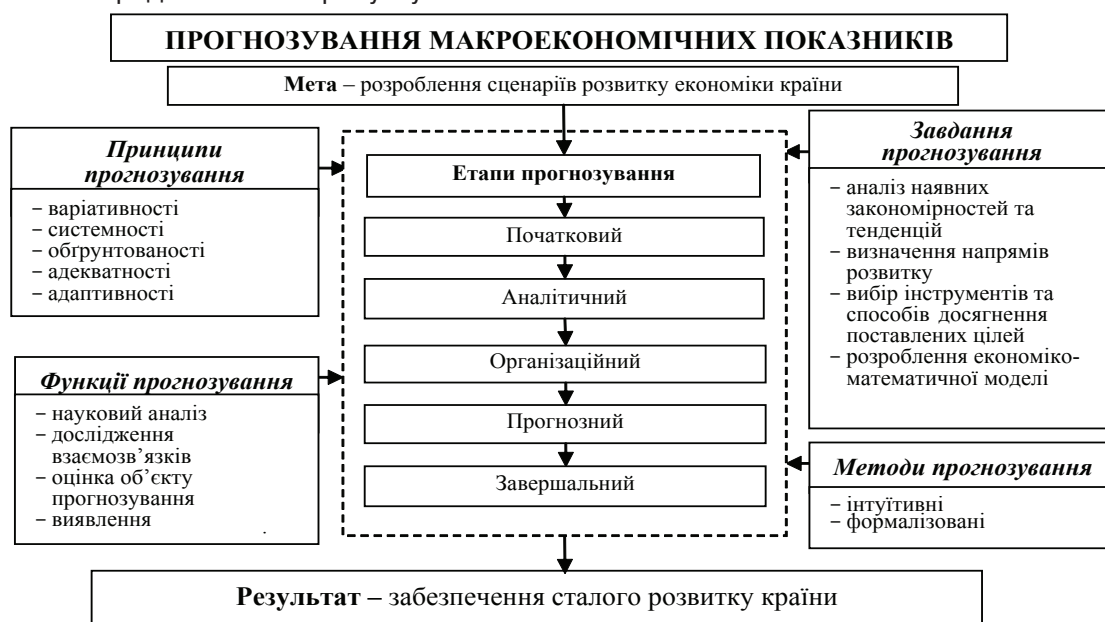 ПРОГНОЗУВАННЯ МАКРОЕКОНОМІЧНИХ ПОКАЗНИКІВ
Мета – розроблення сценаріїв розвитку економіки країни
Принципи
прогнозування
– варіативності
– системності
– обґрунтованості
– адекватності
– адаптивності
Функції прогнозування
– науковий аналіз
– дослідження
взаємозв’язків
– оцінка об’єкту
прогнозування
– виявлення
Етапи прогнозування
Початковий
Аналітичний
Організаційний
Прогнозний
Завершальний
Завдання
прогнозування
– аналіз наявних
закономірностей та
тенденцій
– визначення напрямів
розвитку
– вибір інструментів та
способів досягнення
поставлених цілей
– розроблення економіко-
математичної моделі
Методи прогнозування
– інтуїтивні
– формалізовані
Результат – забезпечення сталого розвитку країни